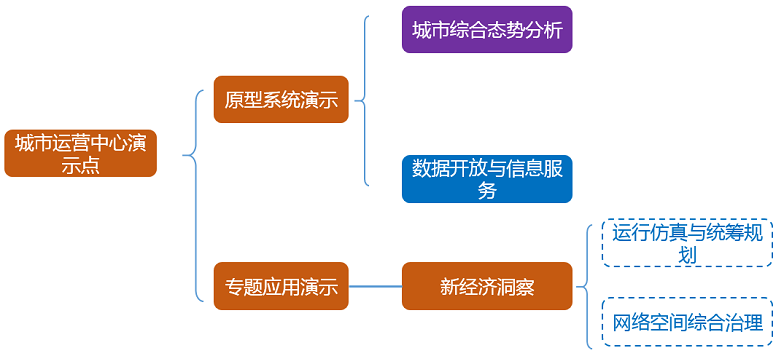 城市综合态势分析
原型系统演示
城市运营中心演
示点
数据开放与信息服
务
运行仿真与统筹规
划
专题应用演示
新经济洞察
网络空间综合治理